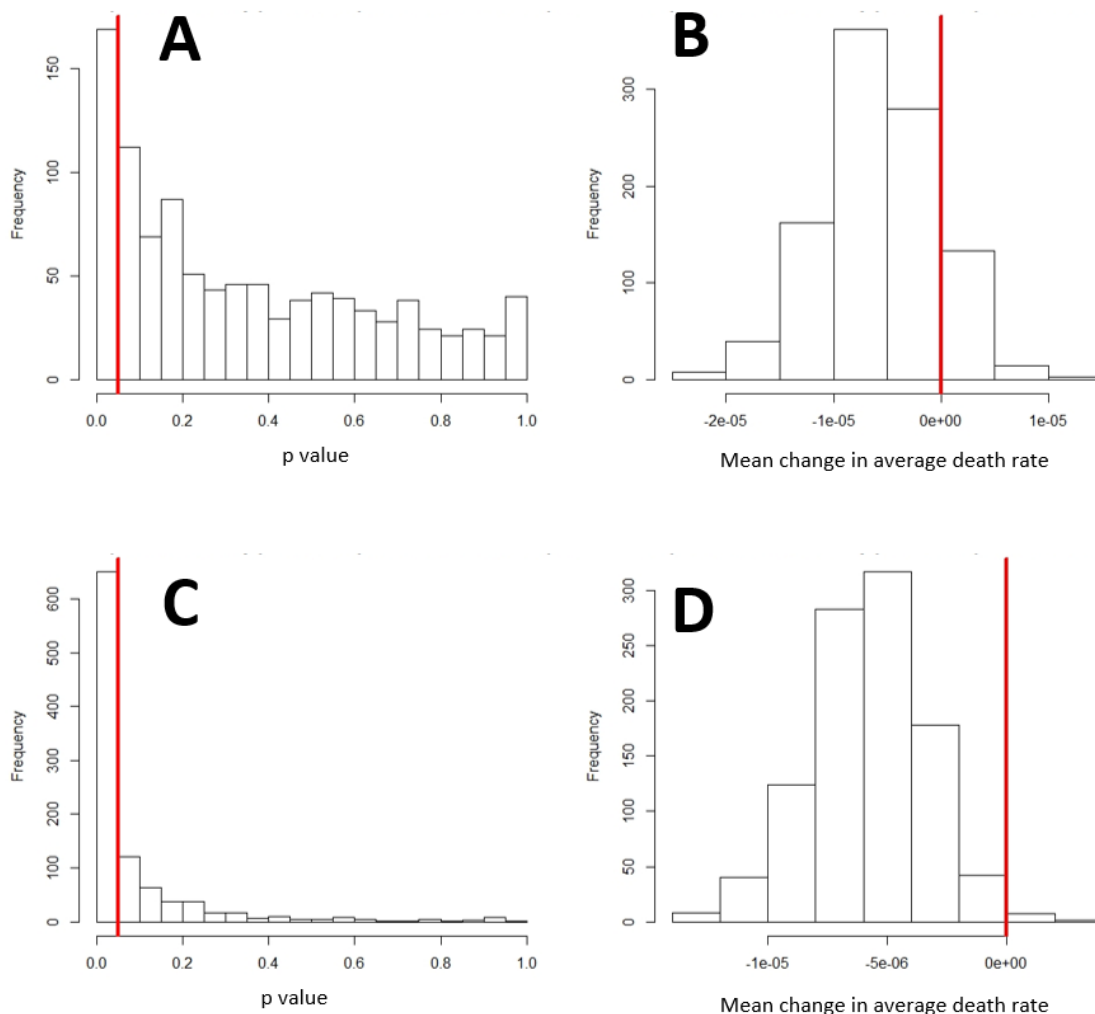 A
Frequency
0 50 100 150
0.0 0.2 0.4 0.6 0.8 1.0
p value
B
Frequency
0 100 200 300
-2e-05 -1e-05 0e+00 1e-05
Mean change in average death rate
C
Frequency
0 100 200 300 400 500 600
0.0 0.2 0.4 0.6 0.8 1.0
p value
D
Frequency
0 50 100 150 200 250 300
-1e-05 -5e-06 0e+00
Mean change in average death rate